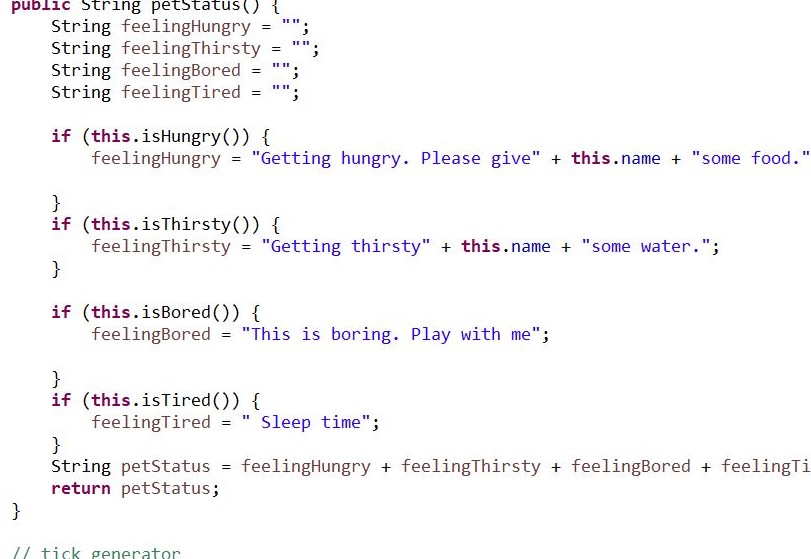 public String petStatus() {
String feelingHungry = "";
String feelingThirsty = "";
String feelingBored = "";
String feelingTired = "";
if (this.isHungry()) {
feelingHungry = "Getting hungry. Please give" + this.name + "some food."
}
if (this.isThirsty()) {
feelingThirsty = "Getting thirsty" + this.name + "some water.";
}
if (this.isBored()) {
feelingBored = "This is boring. Play with me";
}
if (this.isTired()) {
feelingTired = " Sleep time";
}
String petStatus = feelingHungry + feelingThirsty + feelingBored + feelingTi
return petStatus;
}
// tick generator